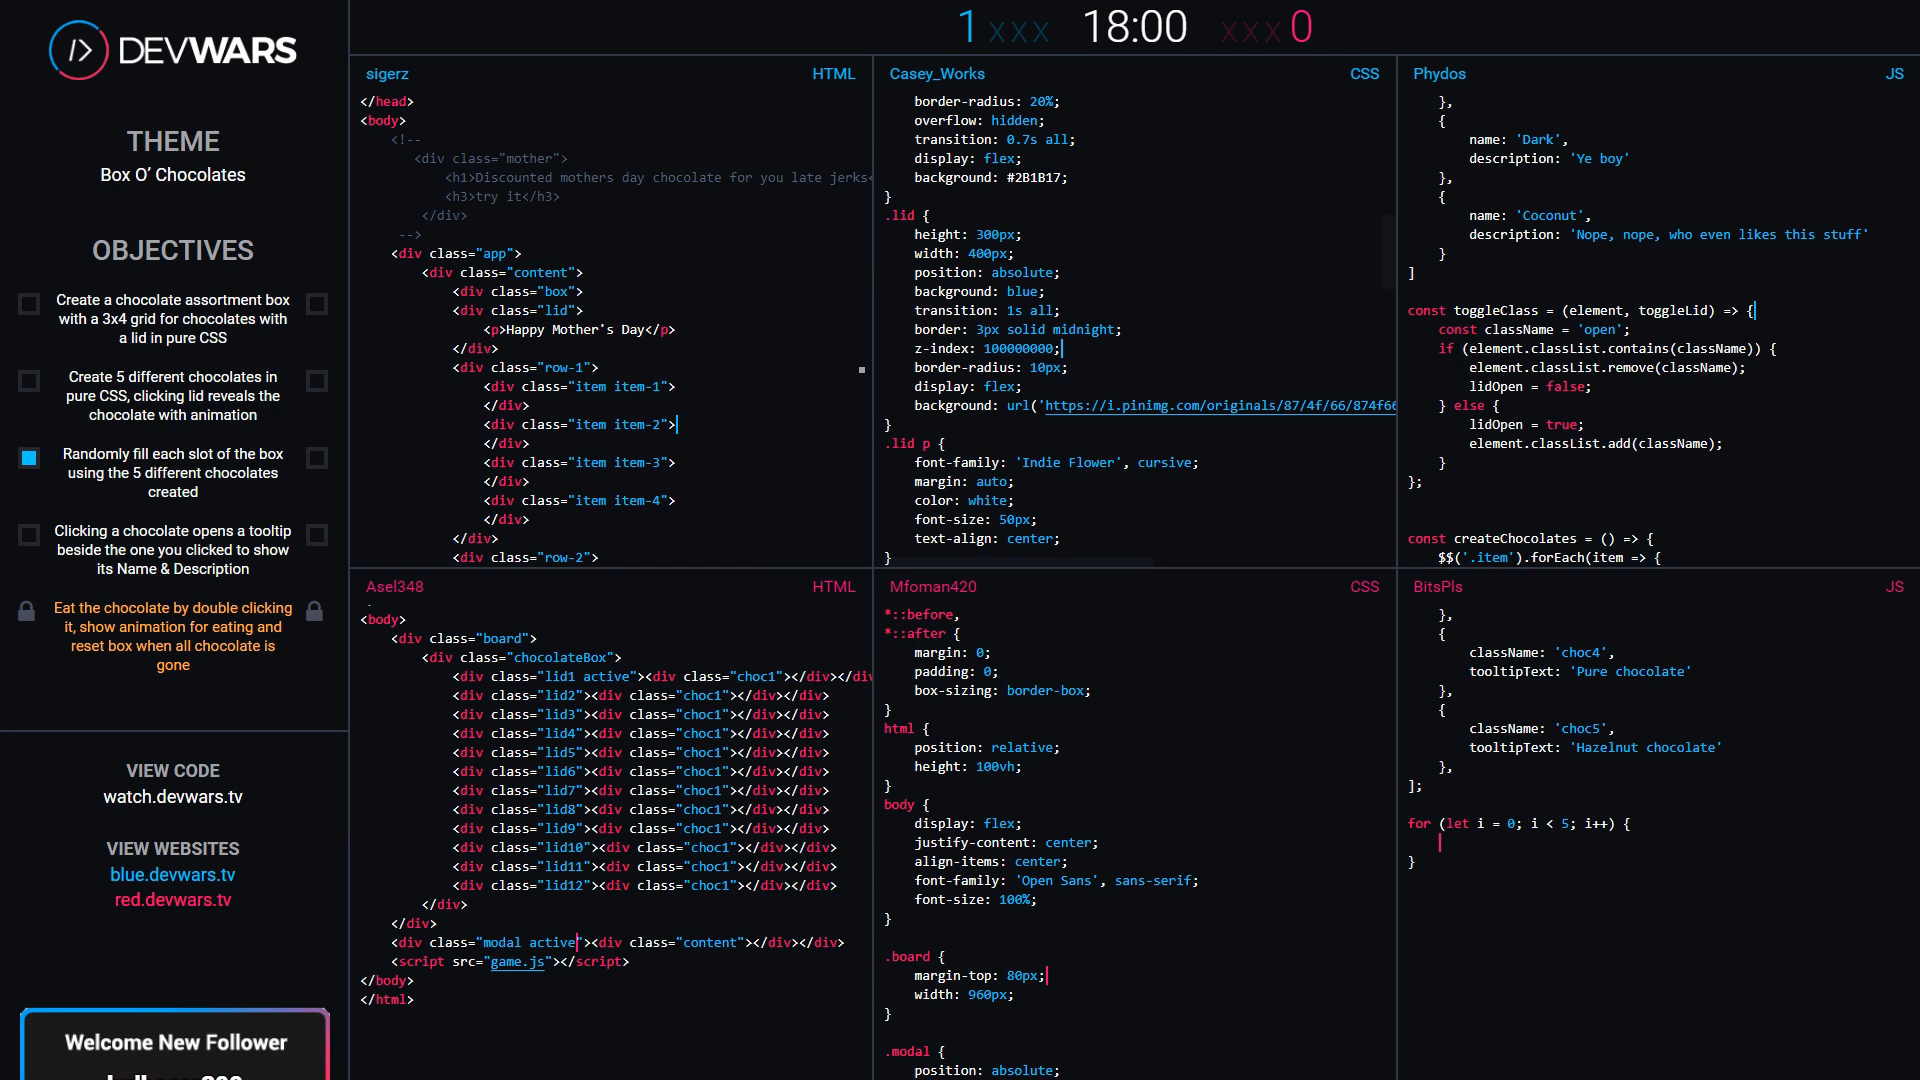 DEVWARS
THEME
Box O' Chocolates
OBJECTIVES
Create a chocolate assortment box
with a 3x4 grid for chocolates with
a lid in pure CSS
Create 5 different chocolates in
pure CSS, clicking lid reveals the
chocolate with animation
Randomly fill each slot of the box
using the 5 different chocolates
created
Clicking a chocolate opens a tooltip
beside the one you clicked to show
its Name & Description
Eat the chocolate by double clicking
it, show animation for eating and
reset box when all chocolate is
gone
VIEW CODE
watch.devwars.tv
VIEW WEBSITES
blue.devwars.tv
red.devwars.tv
Welcome New Follower
1 xxx 18:00 xxx 0
sigerz HTML
</head>
<body>
<!--
<div class="mother">
<h1>Discounted mothers day chocolate for you late jerks<
<h3>try it</h3>
</div>
-->
<div class="app">
<div class="content">
<div class="box">
<div class="lid">
<p>Happy Mother's Day</p>
</div>
<div class="row-1">
<div class="item item-1">
</div>
<div class="item item-2">
</div>
<div class="item item-3">
</div>
<div class="item item-4">
</div>
</div>
<div class="row-2">
Casey_Works CSS
border-radius: 20%;
overflow: hidden;
transition: 0.7s all;
display: flex;
background: #2B1B17;
}
.lid {
height: 300px;
width: 400px;
position: absolute;
background: blue;
transition: 1s all;
border: 3px solid midnight;
z-index: 100000000;
border-radius: 10px;
display: flex;
background: url('https://i.pinimg.com/originals/87/4f/66/874f66
}
.lid p {
font-family: 'Indie Flower', cursive;
margin: auto;
color: white;
font-size: 50px;
text-align: center;
}
Phydos JS
},
{
name: 'Dark',
description: 'Ye boy'
},
{
name: 'Coconut',
description: 'Nope, nope, who even likes this stuff'
}
]
const toggleClass = (element, toggleLid) => {
const className = 'open';
if (element.classList.contains(className)) {
element.classList.remove(className);
lidOpen = false;
} else {
lidOpen = true;
element.classList.add(className);
}
};
const createChocolates = () => {
$$('.item').forEach(item => {
Asel348 HTML
<body>
<div class="board">
<div class="chocolateBox">
<div class="lid1 active"><div class="choc1"></div></div
<div class="lid2"><div class="choc1"></div></div>
<div class="lid3"><div class="choc1"></div></div>
<div class="lid4"><div class="choc1"></div></div>
<div class="lid5"><div class="choc1"></div></div>
<div class="lid6"><div class="choc1"></div></div>
<div class="lid7"><div class="choc1"></div></div>
<div class="lid8"><div class="choc1"></div></div>
<div class="lid9"><div class="choc1"></div></div>
<div class="lid10"><div class="choc1"></div></div>
<div class="lid11"><div class="choc1"></div></div>
<div class="lid12"><div class="choc1"></div></div>
</div>
</div>
<div class="modal active"><div class="content"></div></div>
<script src="game.js"></script>
</body>
</html>
Mfoman420 CSS
*::before,
*::after {
margin: 0;
padding: 0;
box-sizing: border-box;
}
html {
position: relative;
height: 100vh;
}
body {
display: flex;
justify-content: center;
align-items: center;
font-family: 'Open Sans', sans-serif;
font-size: 100%;
}
.board {
margin-top: 80px;
width: 960px;
}
.modal {
position: absolute;
BitsPls JS
},
{
className: 'choc4',
tooltipText: 'Pure chocolate'
},
{
className: 'choc5',
tooltipText: 'Hazelnut chocolate'
},
];
for (let i = 0; i < 5; i++) {
}